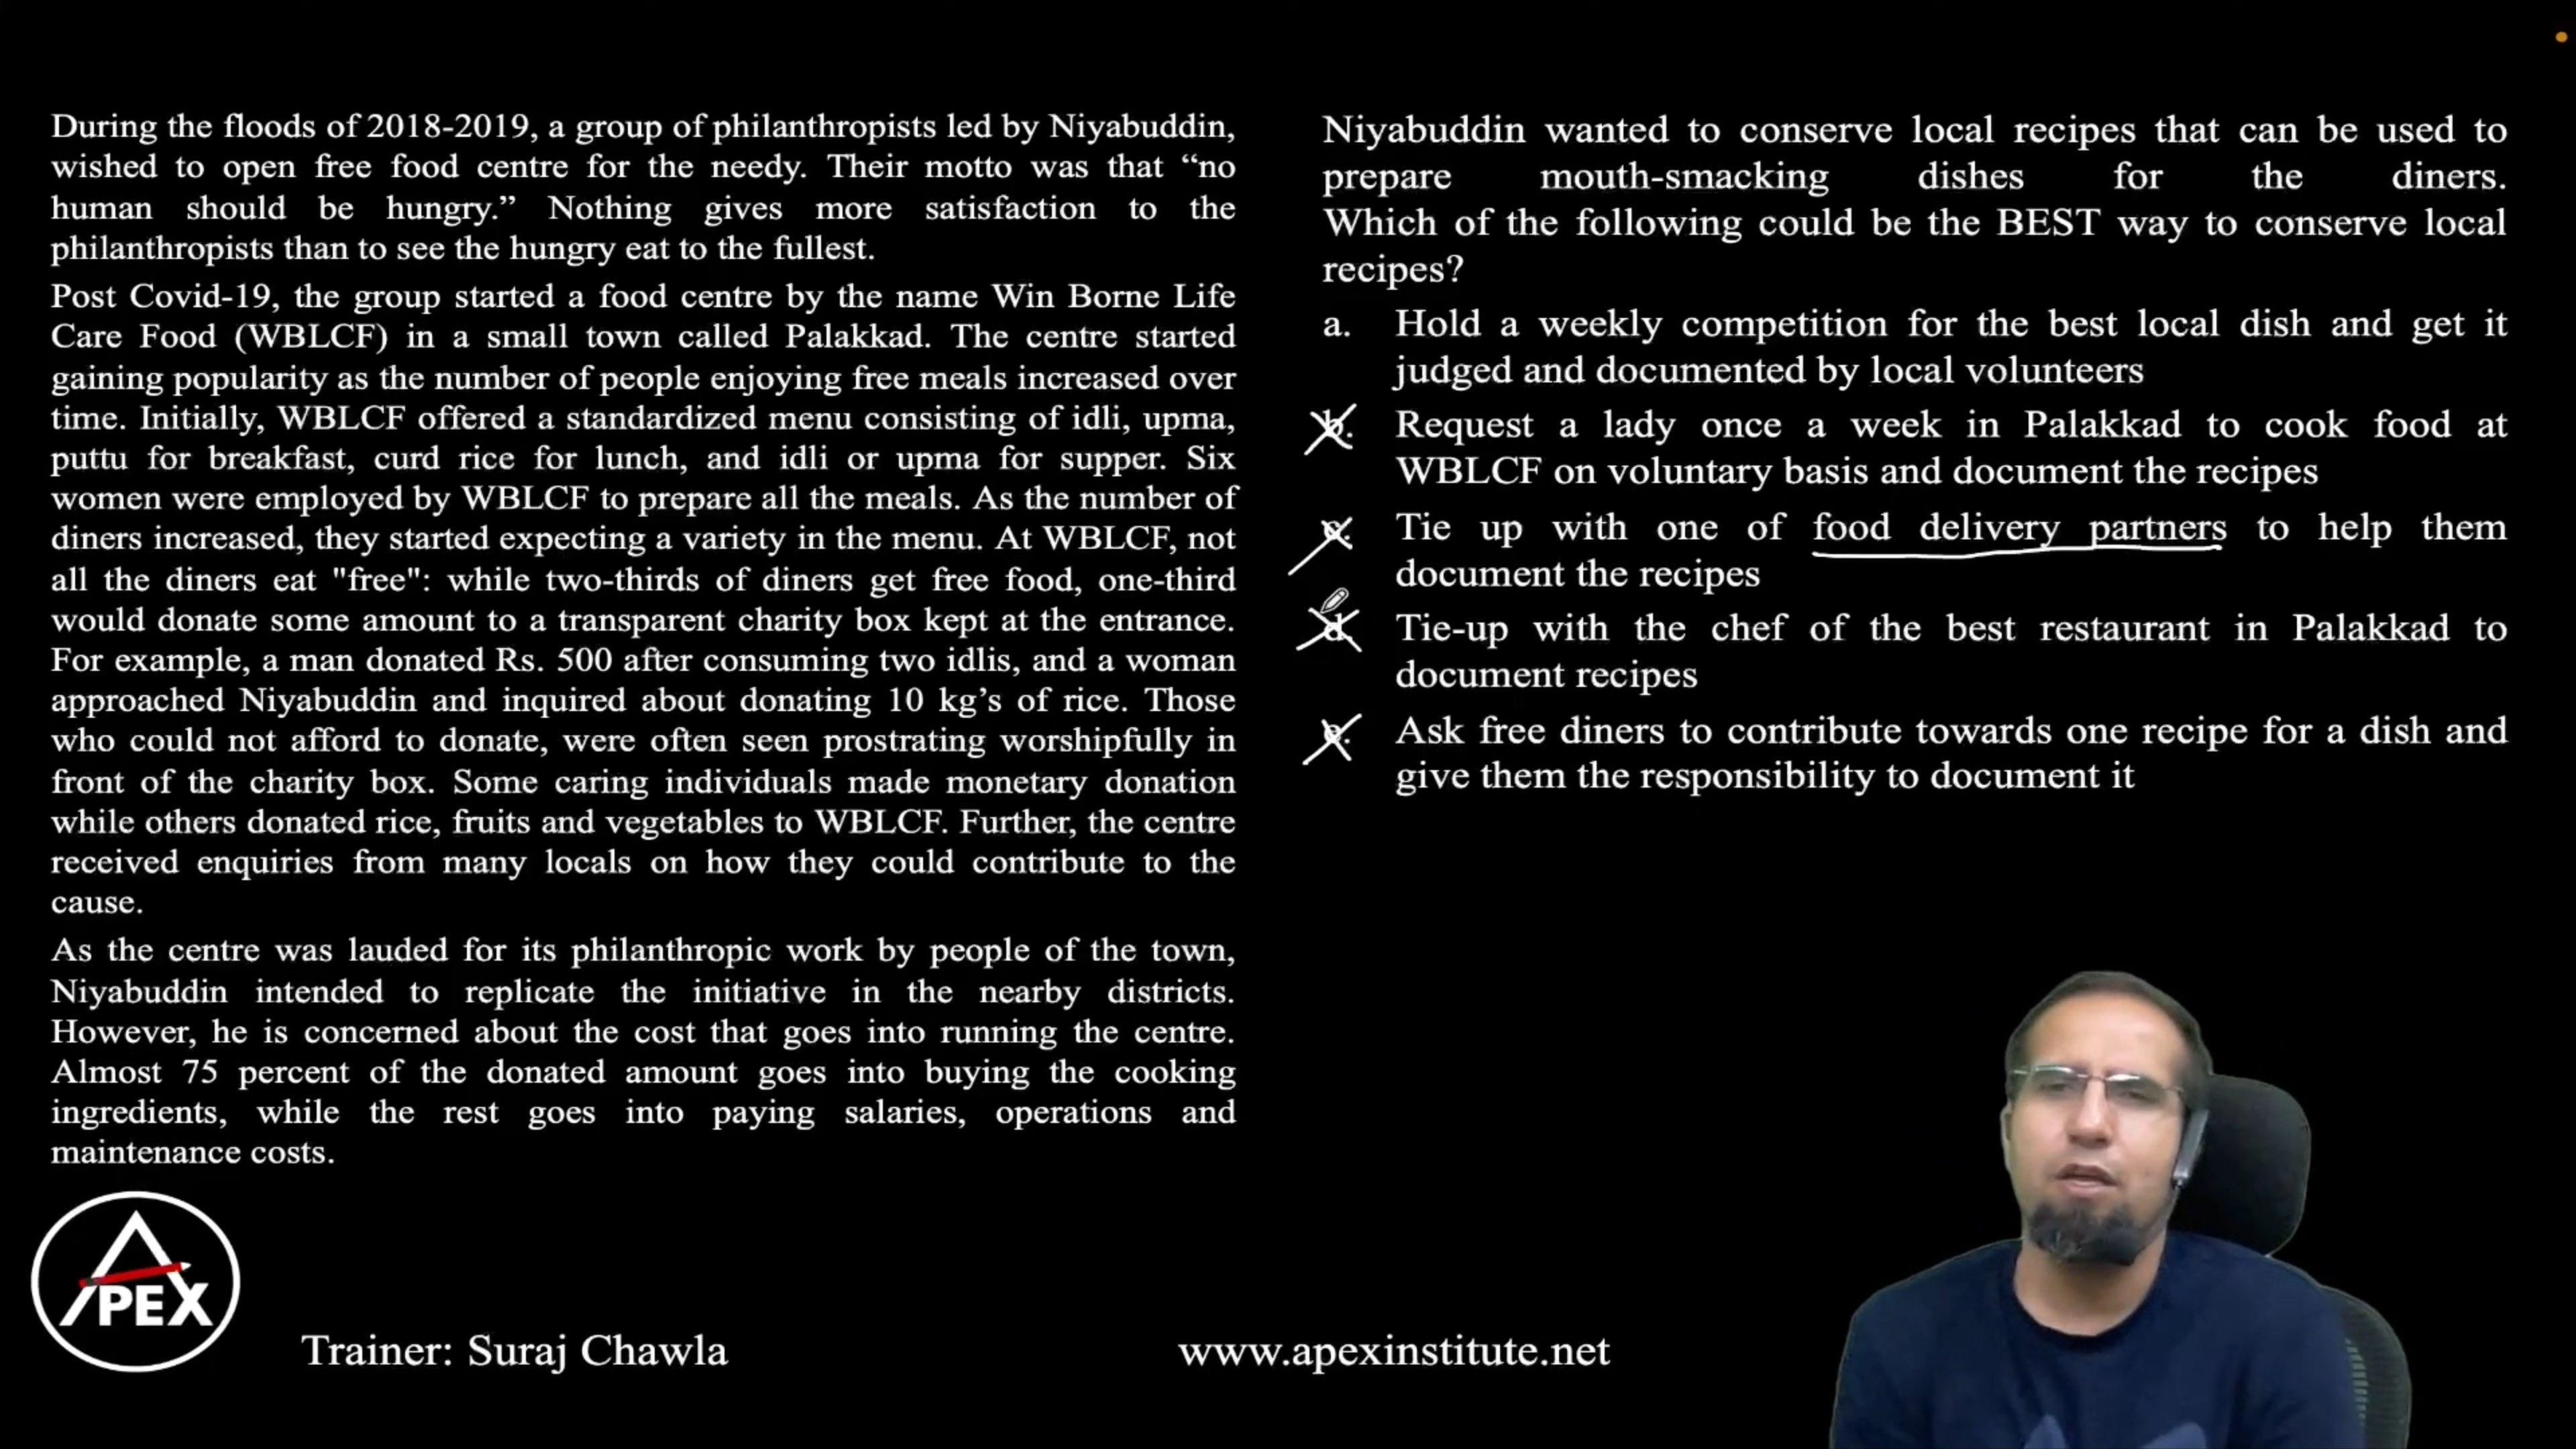 During the floods of 2018-2019, a group of philanthropists led by Niyabuddin,
wished to open free food centre for the needy. Their motto was that “no
human should be hungry.” Nothing gives more satisfaction to the
philanthropists than to see the hungry eat to the fullest.
Post Covid-19, the group started a food centre by the name Win Borne Life
Care Food (WBLCF) in a small town called Palakkad. The centre started
gaining popularity as the number of people enjoying free meals increased over
time. Initially, WBLCF offered a standardized menu consisting of idli, upma,
puttu for breakfast, curd rice for lunch, and idli or upma for supper. Six
women were employed by WBLCF to prepare all the meals. As the number of
diners increased, they started expecting a variety in the menu. At WBLCF, not
all the diners eat "free": while two-thirds of diners get free food, one-third
would donate some amount to a transparent charity box kept at the entrance.
For example, a man donated Rs. 500 after consuming two idlis, and a woman
approached Niyabuddin and inquired about donating 10 kg’s of rice. Those
who could not afford to donate, were often seen prostrating worshipfully in
front of the charity box. Some caring individuals made monetary donation
while others donated rice, fruits and vegetables to WBLCF. Further, the centre
received enquiries from many locals on how they could contribute to the
cause.
As the centre was lauded for its philanthropic work by people of the town,
Niyabuddin intended to replicate the initiative in the nearby districts.
However, he is concerned about the cost that goes into running the centre.
Almost 75 percent of the donated amount goes into buying the cooking
ingredients, while the rest goes into paying salaries, operations and
maintenance costs.
Niyabuddin wanted to conserve local recipes that can be used to
prepare mouth-smacking dishes for the diners.
Which of the following could be the BEST way to conserve local
recipes?
a. Hold a weekly competition for the best local dish and get it
judged and documented by local volunteers
b. Request a lady once a week in Palakkad to cook food at
WBLCF on voluntary basis and document the recipes
c. Tie up with one of food delivery partners to help them
document the recipes
d. Tie-up with the chef of the best restaurant in Palakkad to
document recipes
e. Ask free diners to contribute towards one recipe for a dish and
give them the responsibility to document it
APEX
Trainer: Suraj Chawla
www.apexinstitute.net